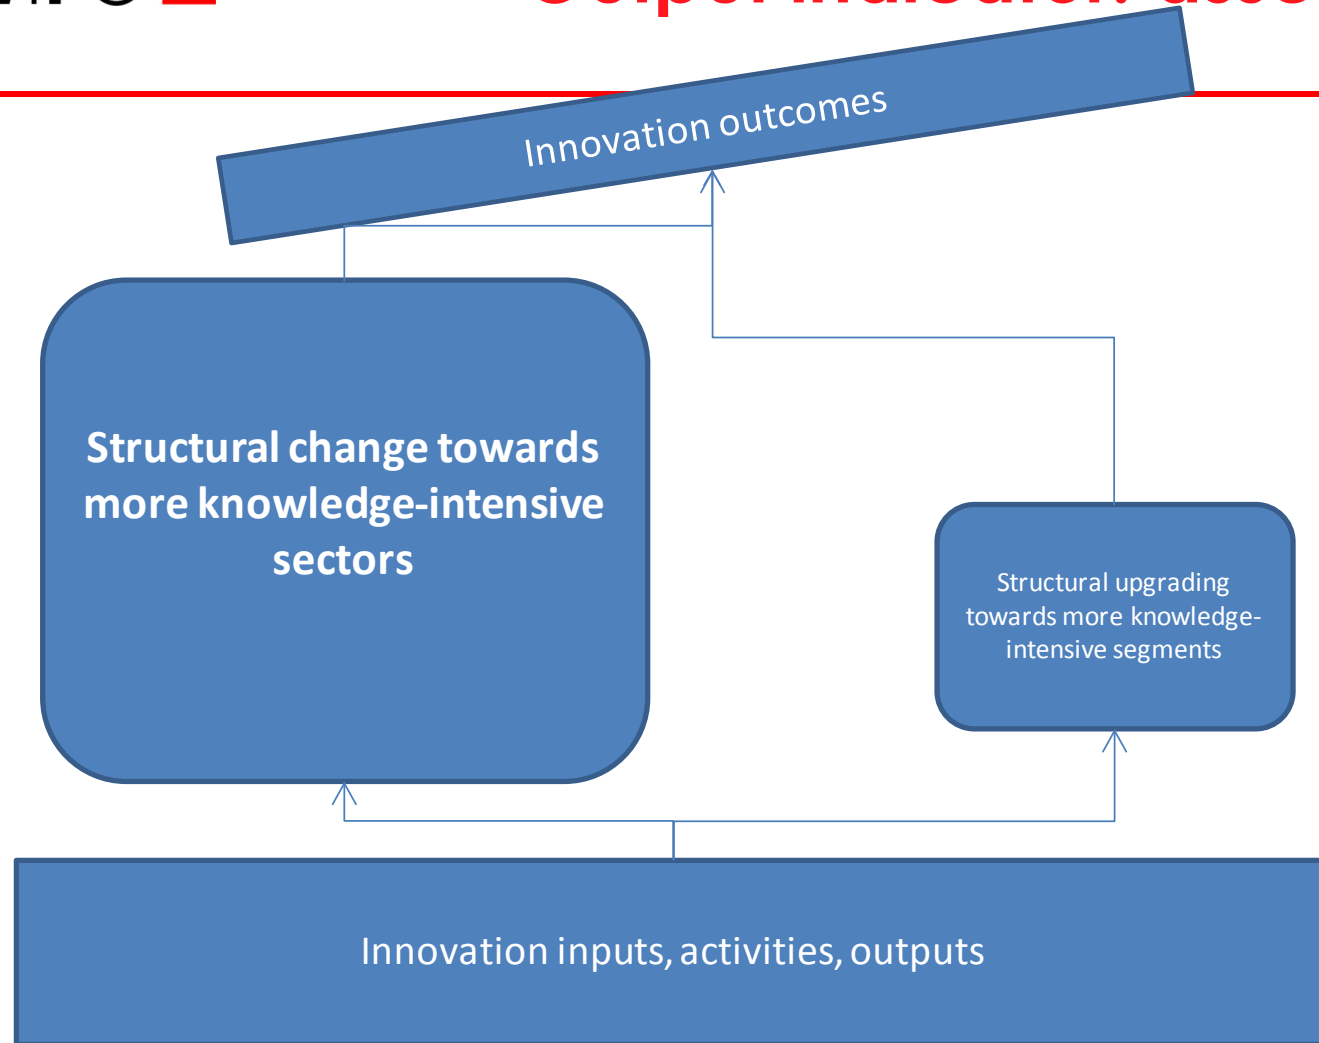 Innovation outcomes
Structural change towards
more knowledge-intensive
sectors
Structural upgrading
towards more knowledge-
intensive segments
Innovation inputs, activities, outputs